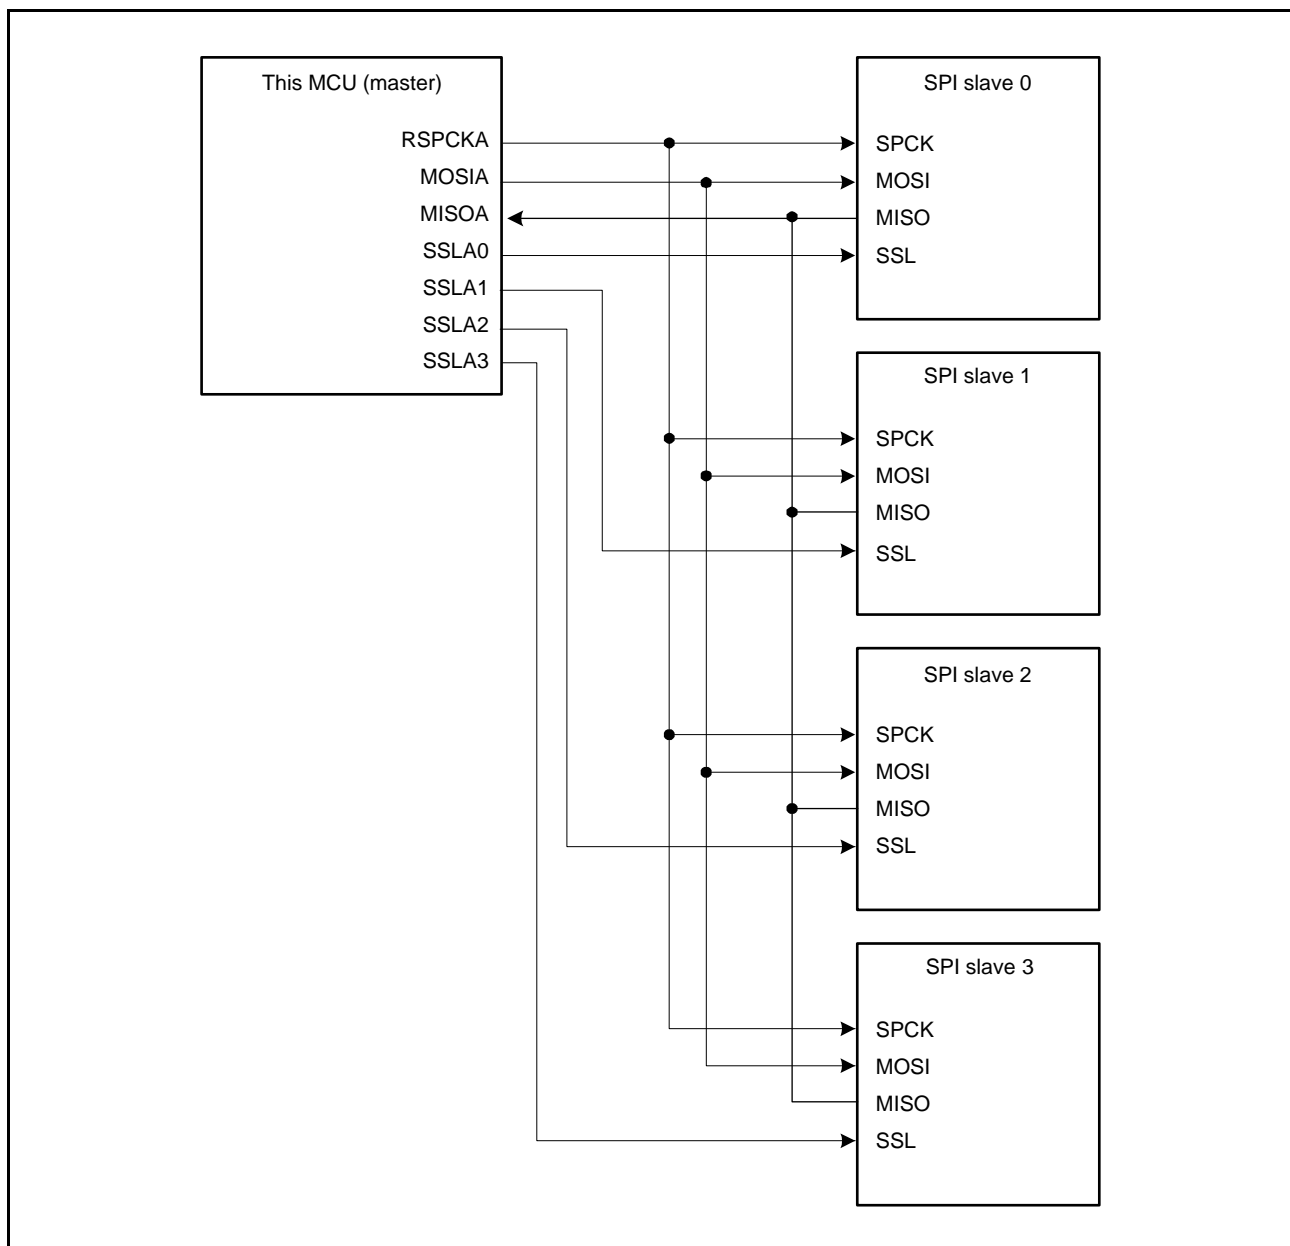 This MCU (master)
RSPCKA
MOSIA
MISOA
SSLA0
SSLA1
SSLA2
SSLA3
SPI slave 0
SPCK
MOSI
MISO
SSL
SPI slave 1
SPCK
MOSI
MISO
SSL
SPI slave 2
SPCK
MOSI
MISO
SSL
SPI slave 3
SPCK
MOSI
MISO
SSL